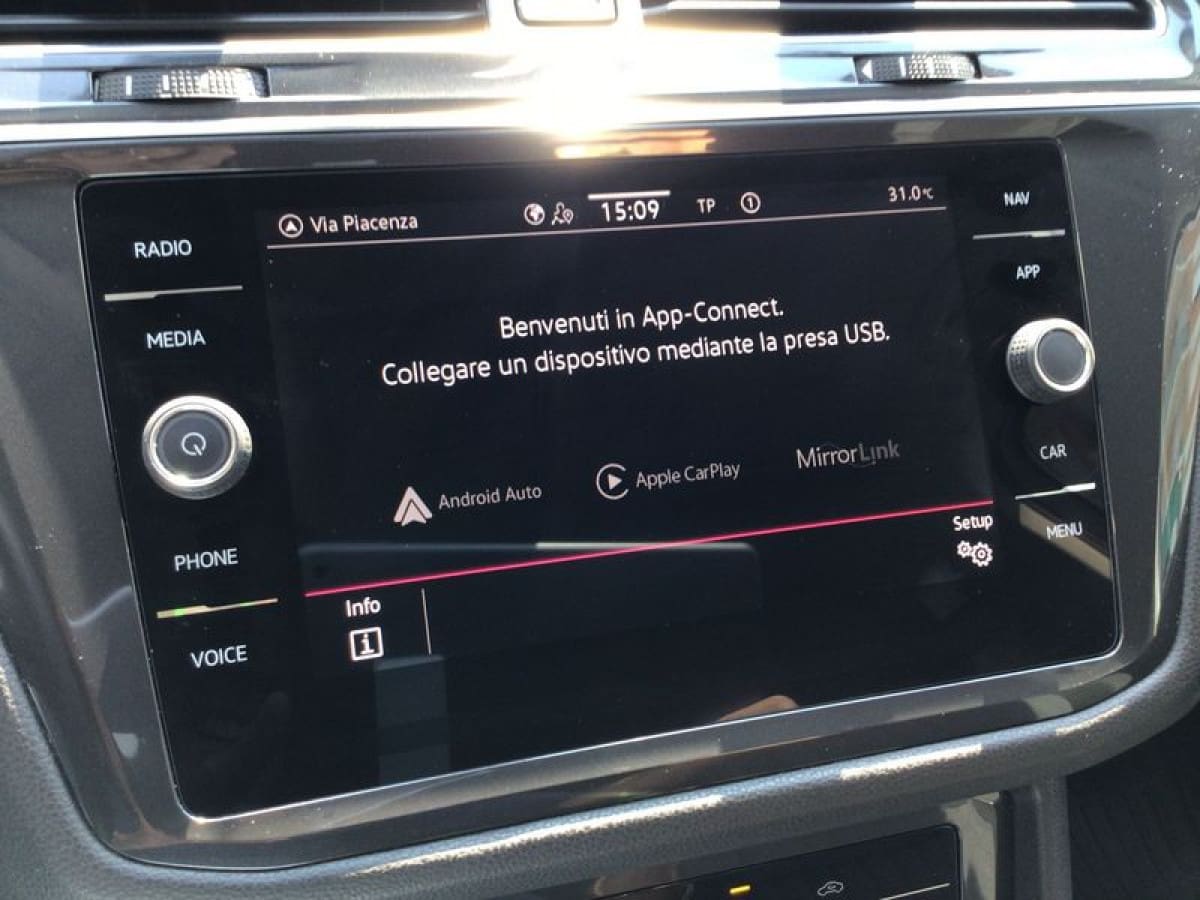 Via Piacenza
15:09
TP
1
31.0°C
RADIO
MEDIA
PHONE
VOICE
Benvenuti in App-Connect.
Collegare un dispositivo mediante la presa USB.
Android Auto
Apple CarPlay
MirrorLink
Info
i
Setup
NAV
APP
CAR
MENU